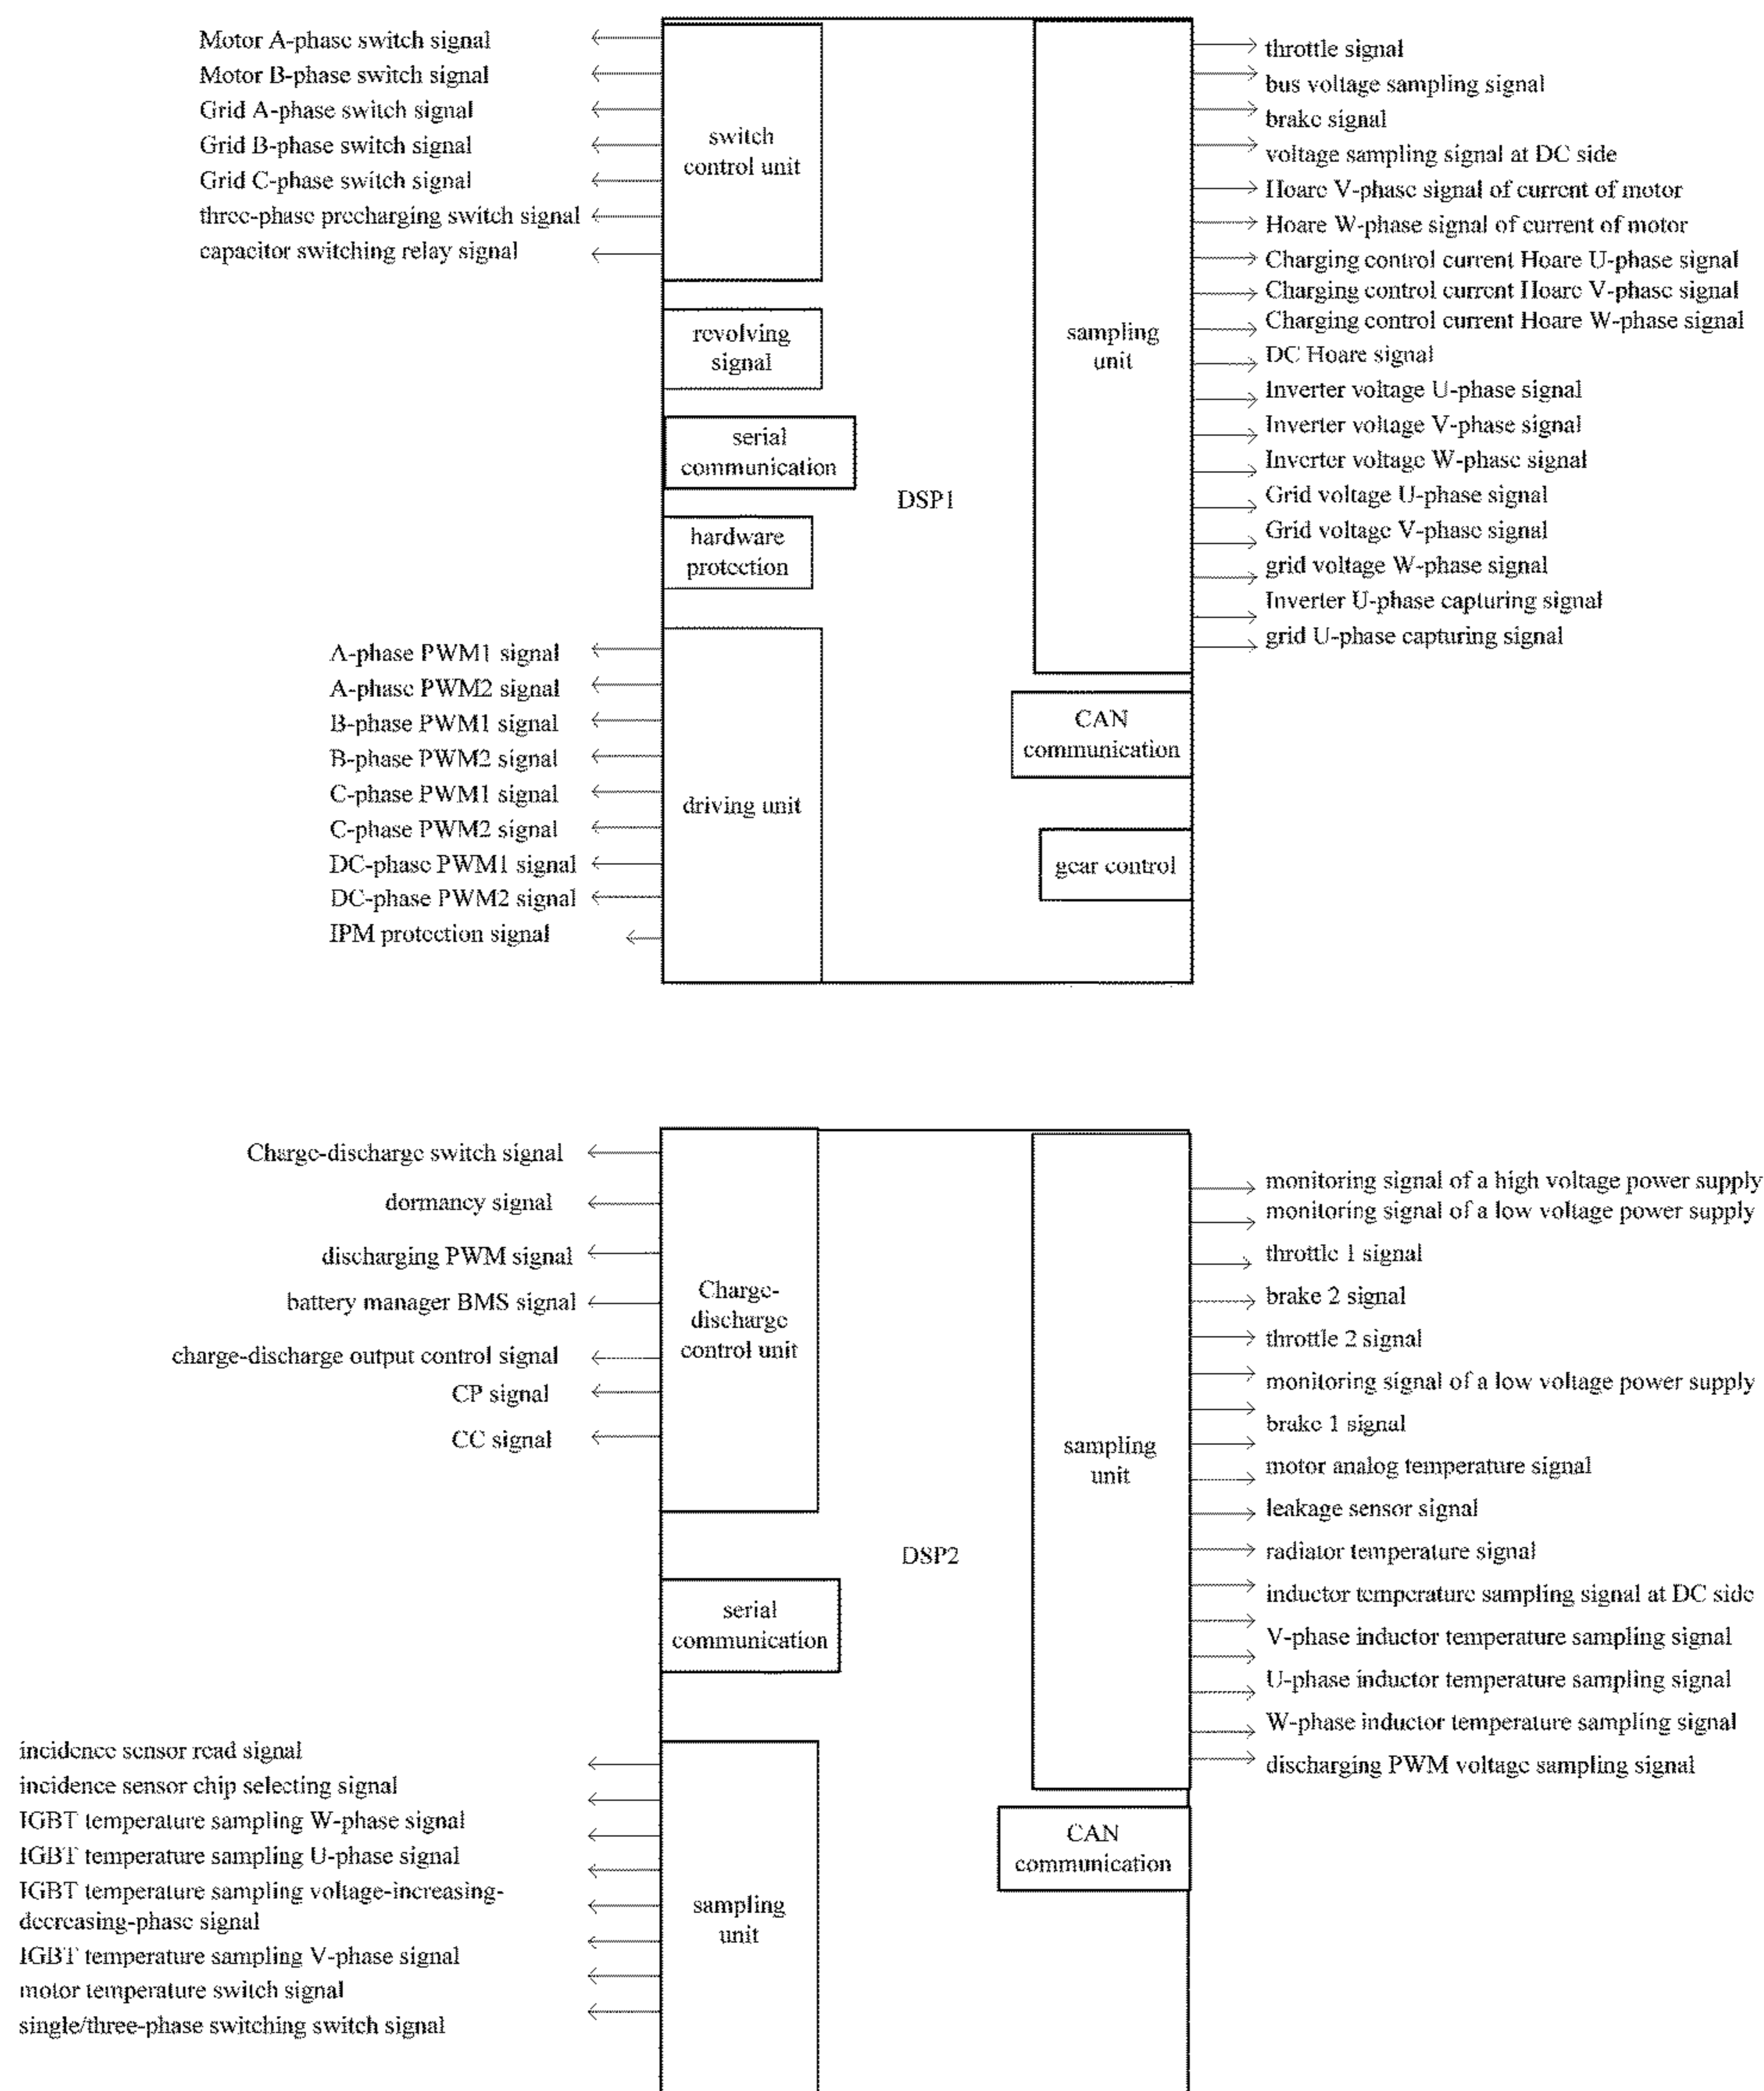 Motor A-phase switch signal
Motor B-phase switch signal
Grid A-phase switch signal
Grid B-phase switch signal
Grid C-phase switch signal
three-phase precharging switch signal
capacitor switching relay signal
switch
control unit
revolving
signal
serial
communication
hardware
protection
DSP1
A-phase PWM1 signal
A-phase PWM2 signal
B-phase PWM1 signal
B-phase PWM2 signal
C-phase PWM1 signal
C-phase PWM2 signal
DC-phase PWM1 signal
DC-phase PWM2 signal
IPM protection signal
driving unit
sampling
unit
throttle signal
bus voltage sampling signal
brake signal
voltage sampling signal at DC side
Hoare V-phase signal of current of motor
Hoare W-phase signal of current of motor
Charging control current Hoare U-phase signal
Charging control current Hoare V-phase signal
Charging control current Hoare W-phase signal
DC Hoare signal
Inverter voltage U-phase signal
Inverter voltage V-phase signal
Inverter voltage W-phase signal
Grid voltage U-phase signal
Grid voltage V-phase signal
grid voltage W-phase signal
Inverter U-phase capturing signal
grid U-phase capturing signal
CAN
communication
gear control
Charge-discharge switch signal
dormancy signal
discharging PWM signal
battery manager BMS signal
charge-discharge output control signal
CP signal
CC signal
Charge-
discharge
control unit
DSP2
serial
communication
incidence sensor read signal
incidence sensor chip selecting signal
IGBT temperature sampling W-phase signal
IGBT temperature sampling U-phase signal
IGBT temperature sampling voltage-increasing-
decreasing-phase signal
IGBT temperature sampling V-phase signal
motor temperature switch signal
single/three-phase switching switch signal
sampling
unit
sampling
unit
monitoring signal of a high voltage power supply
monitoring signal of a low voltage power supply
throttle 1 signal
brake 2 signal
throttle 2 signal
monitoring signal of a low voltage power supply
brake 1 signal
motor analog temperature signal
leakage sensor signal
radiator temperature signal
inductor temperature sampling signal at DC side
V-phase inductor temperature sampling signal
U-phase inductor temperature sampling signal
W-phase inductor temperature sampling signal
discharging PWM voltage sampling signal
CAN
communication